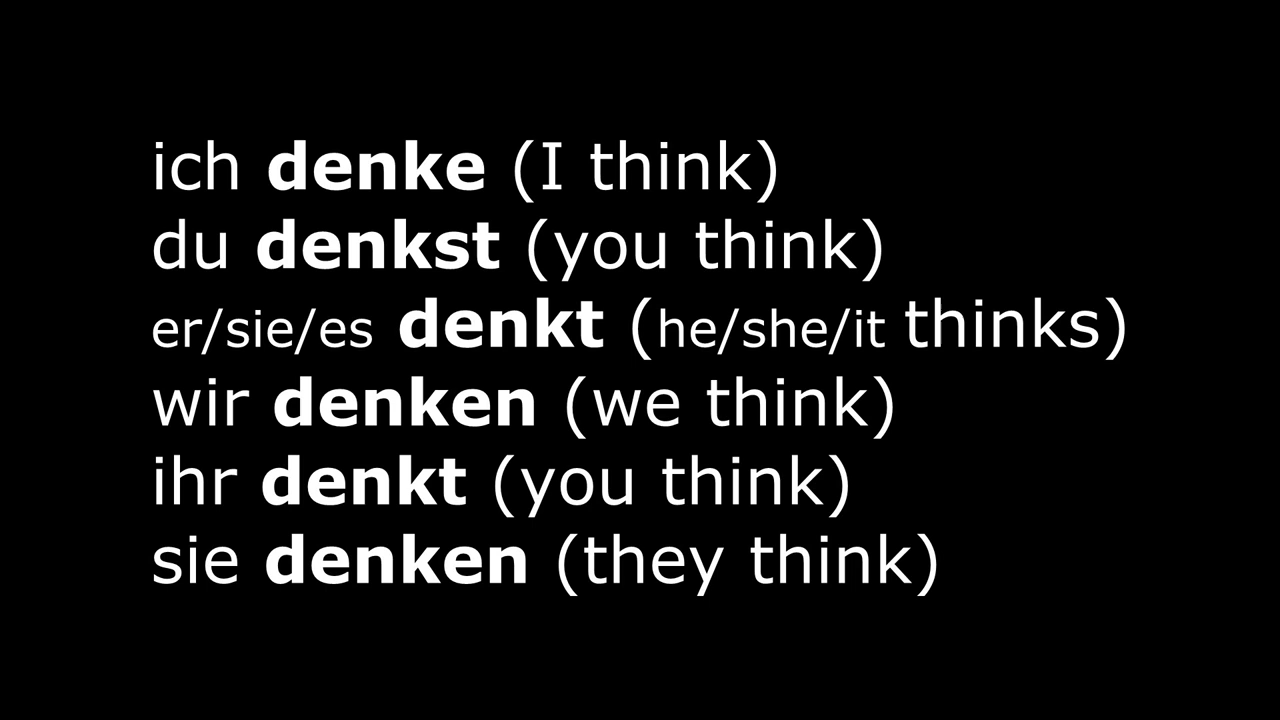 ich denke (I think)
du denkst (you think)
er/sie/es denkt (he/she/it thinks)
wir denken (we think)
ihr denkt (you think)
sie denken (they think)